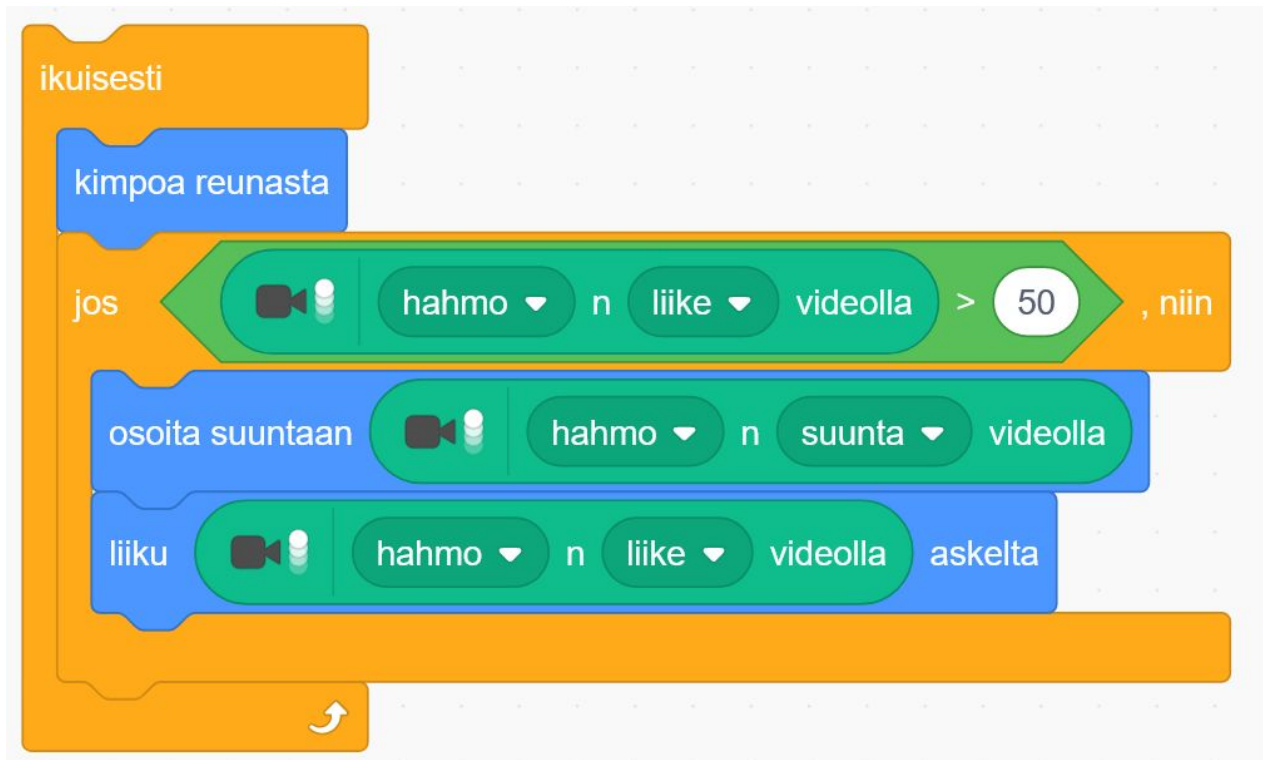 ikuisesti
kimpoa reunasta
jos hahmo n liike videolla > 50 , niin
osoita suuntaan hahmo n suunta videolla
liiku hahmo n liike videolla askelta